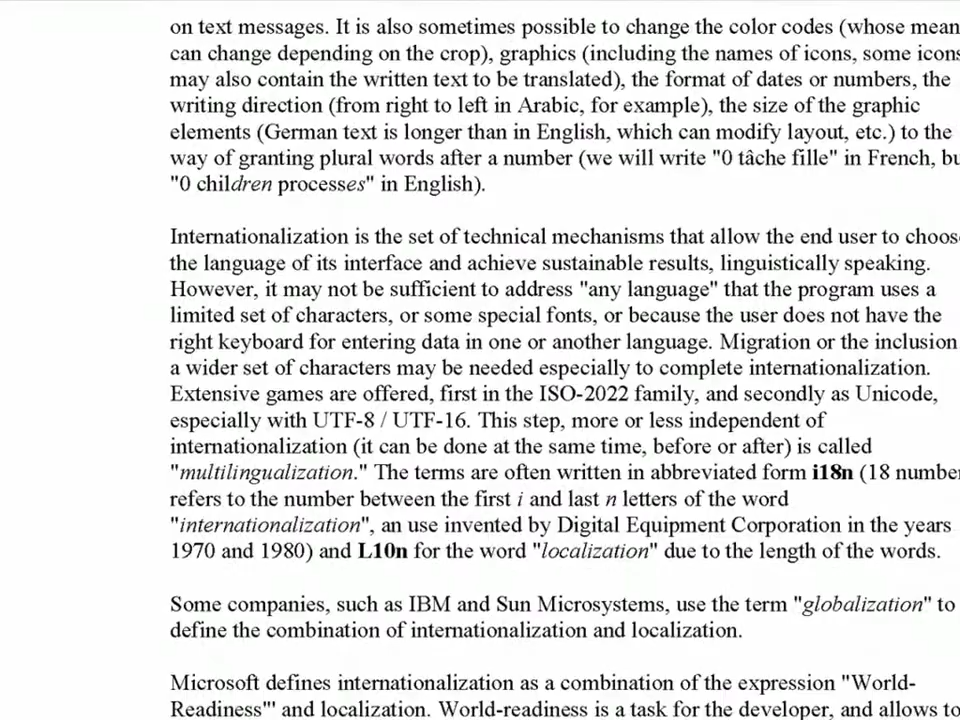 on text messages. It is also sometimes possible to change the color codes (whose mean
can change depending on the crop), graphics (including the names of icons, some icons
may also contain the written text to be translated), the format of dates or numbers, the
writing direction (from right to left in Arabic, for example), the size of the graphic
elements (German text is longer than in English, which can modify layout, etc.) to the
way of granting plural words after a number (we will write "0 tâche fille" in French, bu
"0 children processes" in English).
Internationalization is the set of technical mechanisms that allow the end user to choose
the language of its interface and achieve sustainable results, linguistically speaking.
However, it may not be sufficient to address "any language" that the program uses a
limited set of characters, or some special fonts, or because the user does not have the
right keyboard for entering data in one or another language. Migration or the inclusion
a wider set of characters may be needed especially to complete internationalization.
Extensive games are offered, first in the ISO-2022 family, and secondly as Unicode,
especially with UTF-8 / UTF-16. This step, more or less independent of
internationalization (it can be done at the same time, before or after) is called
"multilingualization." The terms are often written in abbreviated form i18n (18 number
refers to the number between the first i and last n letters of the word
"internationalization", an use invented by Digital Equipment Corporation in the years
1970 and 1980) and L10n for the word "localization" due to the length of the words.
Some companies, such as IBM and Sun Microsystems, use the term "globalization" to
define the combination of internationalization and localization.
Microsoft defines internationalization as a combination of the expression "World-
Readiness"' and localization. World-readiness is a task for the developer, and allows to